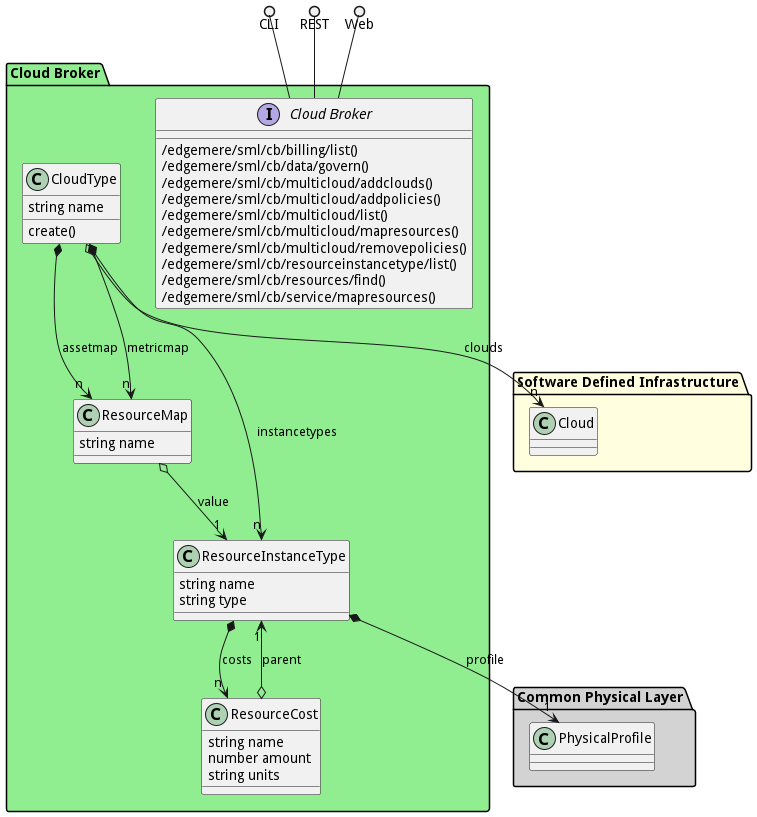 CLI
REST
Web
Cloud Broker
I
Cloud Broker
/edgemere/sml/cb/billing/list()
/edgemere/sml/cb/data/govern()
/edgemere/sml/cb/multicloud/addclouds()
/edgemere/sml/cb/multicloud/addpolicies()
/edgemere/sml/cb/multicloud/list()
/edgemere/sml/cb/multicloud/mapresources()
/edgemere/sml/cb/multicloud/removepolicies()
/edgemere/sml/cb/resourceinstancetype/list()
/edgemere/sml/cb/resources/find()
/edgemere/sml/cb/service/mapresources()
C
CloudType
string name
create()
assetmap
metricmap
clouds
n
n
n
Software Defined Infrastructure
C
Cloud
C
ResourceMap
string name
instancetypes
value
1
n
C
ResourceInstanceType
string name
string type
1
costs
parent
profile
n
Common Physical Layer
1
C
PhysicalProfile
C
ResourceCost
string name
number amount
string units